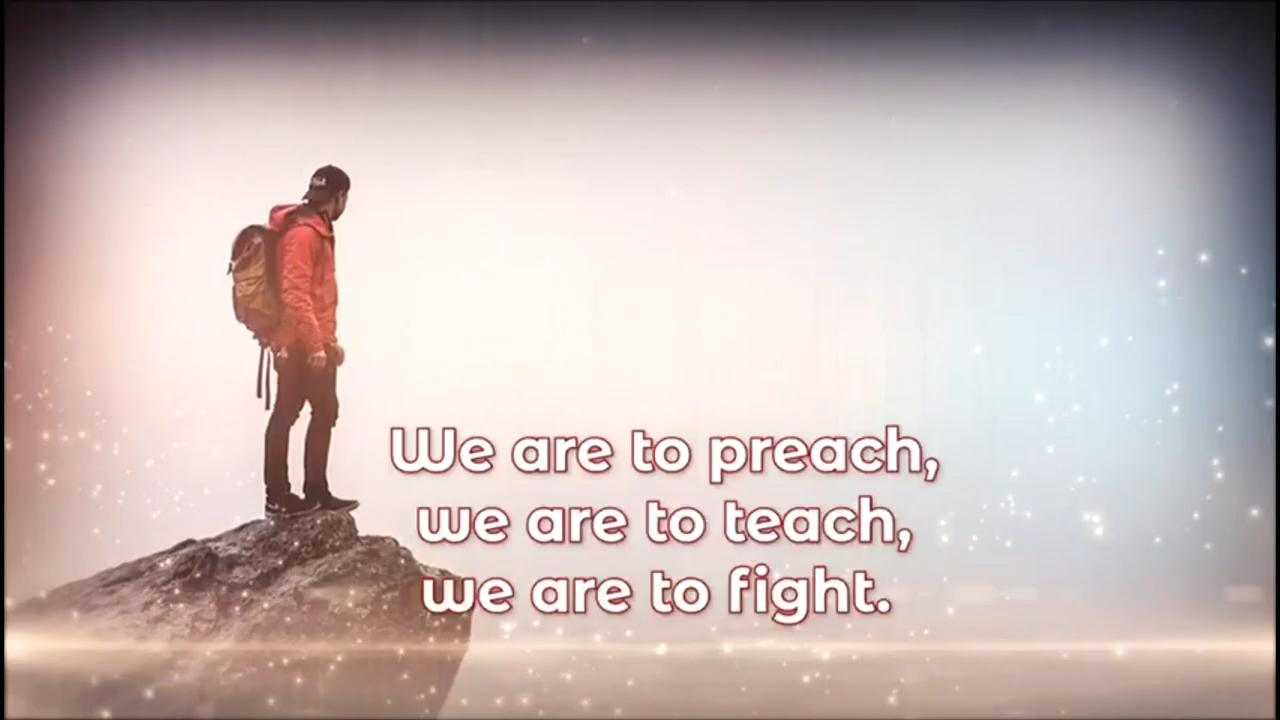 We are to preach,
we are to teach,
we are to fight.